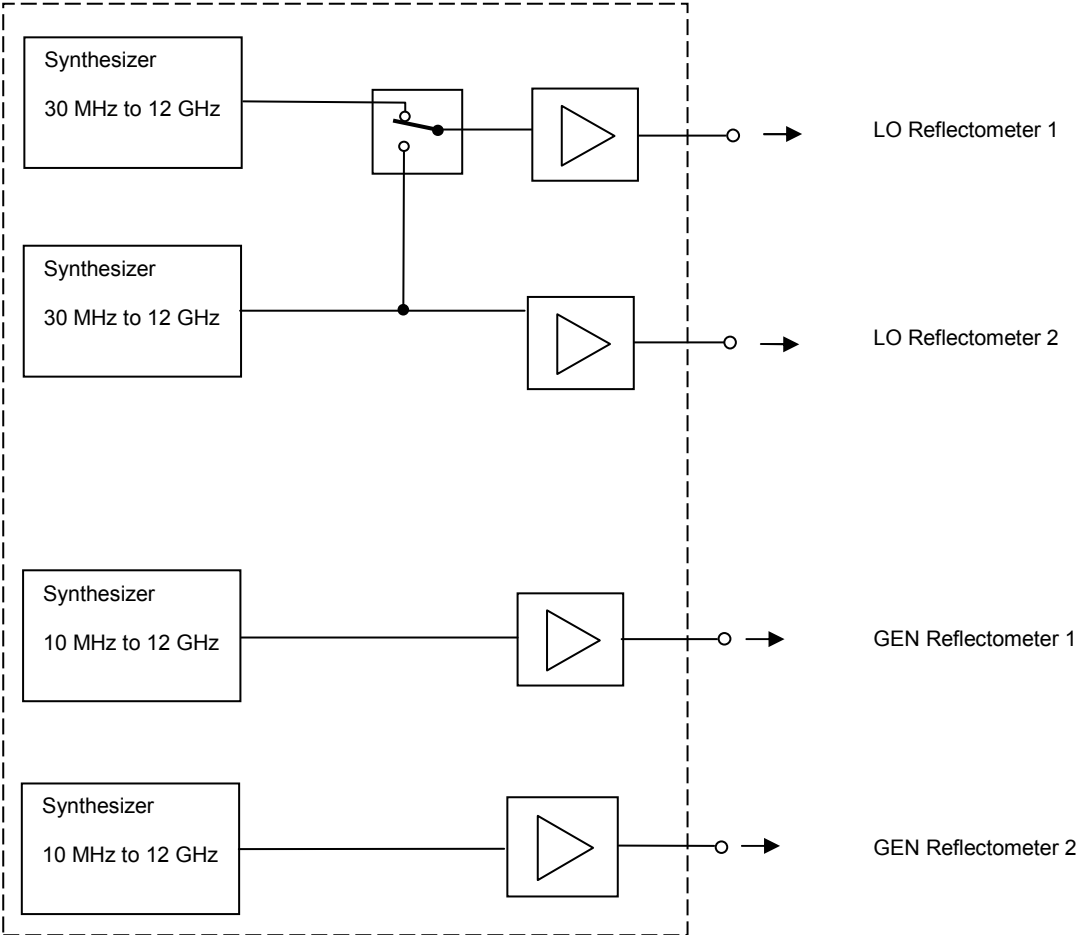 Synthesizer
30 MHz to 12 GHz
LO Reflectometer 1
Synthesizer
30 MHz to 12 GHz
LO Reflectometer 2
Synthesizer
10 MHz to 12 GHz
GEN Reflectometer 1
Synthesizer
10 MHz to 12 GHz
GEN Reflectometer 2